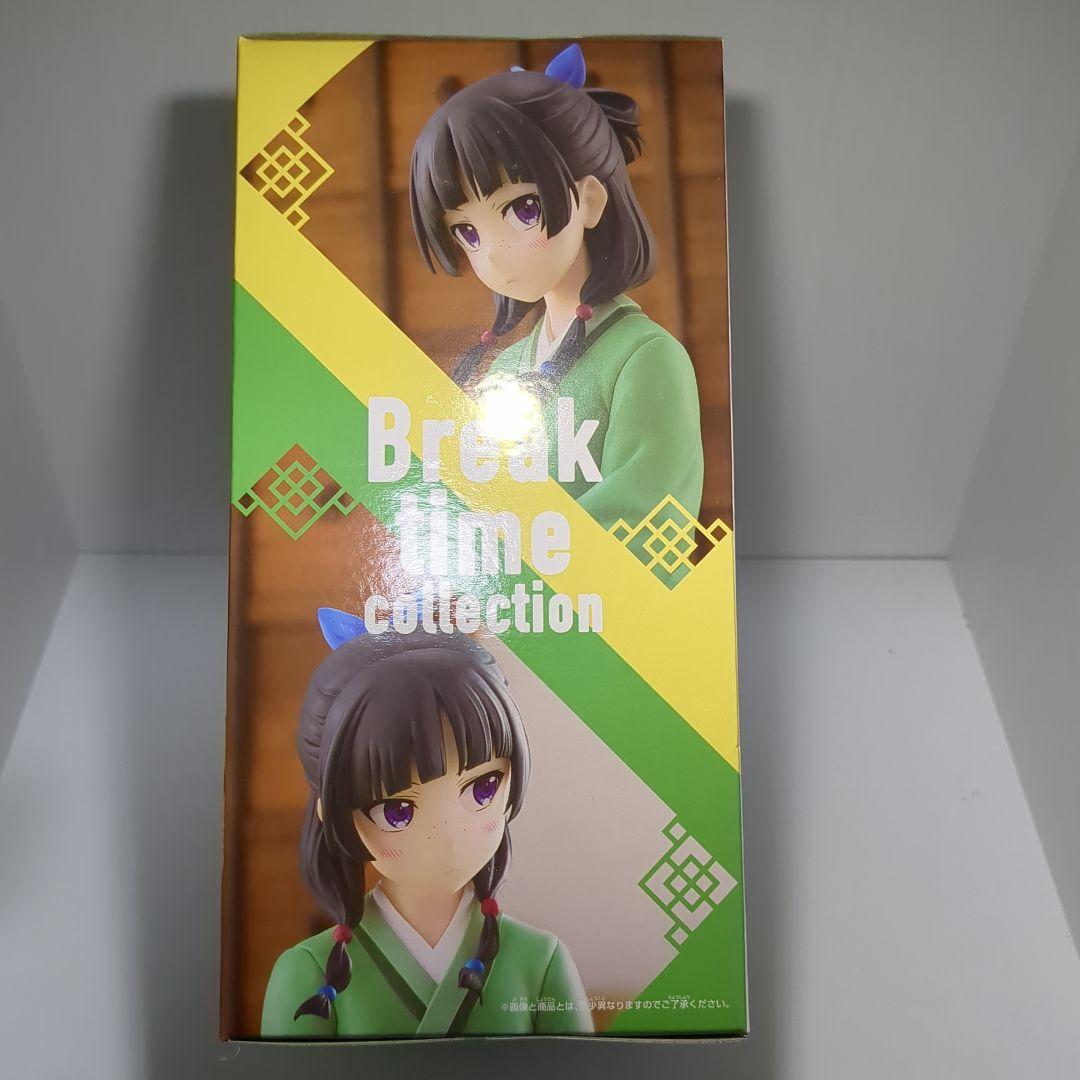 Break
time
collection
※画像と商品とは、多少異なりますのでご了承ください。